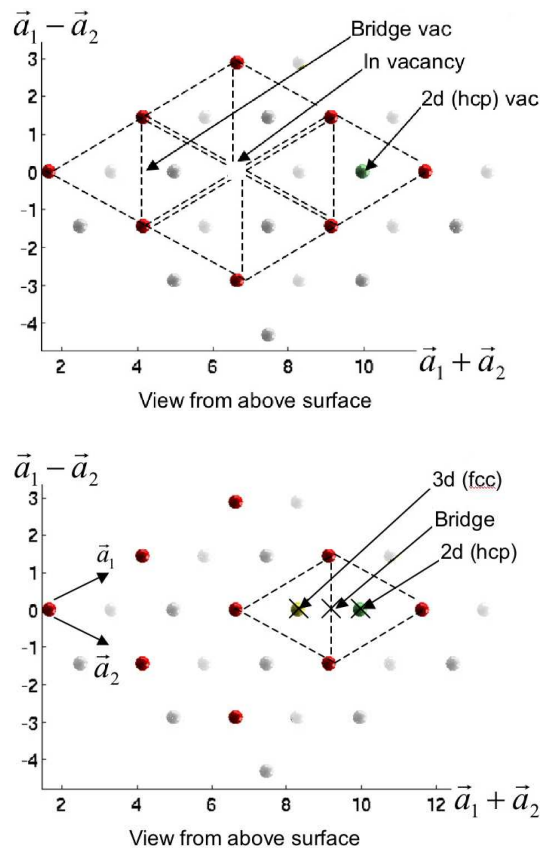 a⃗₁ − a⃗₂
Bridge vac
In vacancy
2d (hcp) vac
3
2
1
0
-1
-2
-3
-4
2 4 6 8 10
a⃗₁ + a⃗₂
View from above surface
a⃗₁ − a⃗₂
3d (fcc)
Bridge
2d (hcp)
3
2
1
0
-1
-2
-3
-4
a⃗₁
a⃗₂
2 4 6 8 10 12
a⃗₁ + a⃗₂
View from above surface